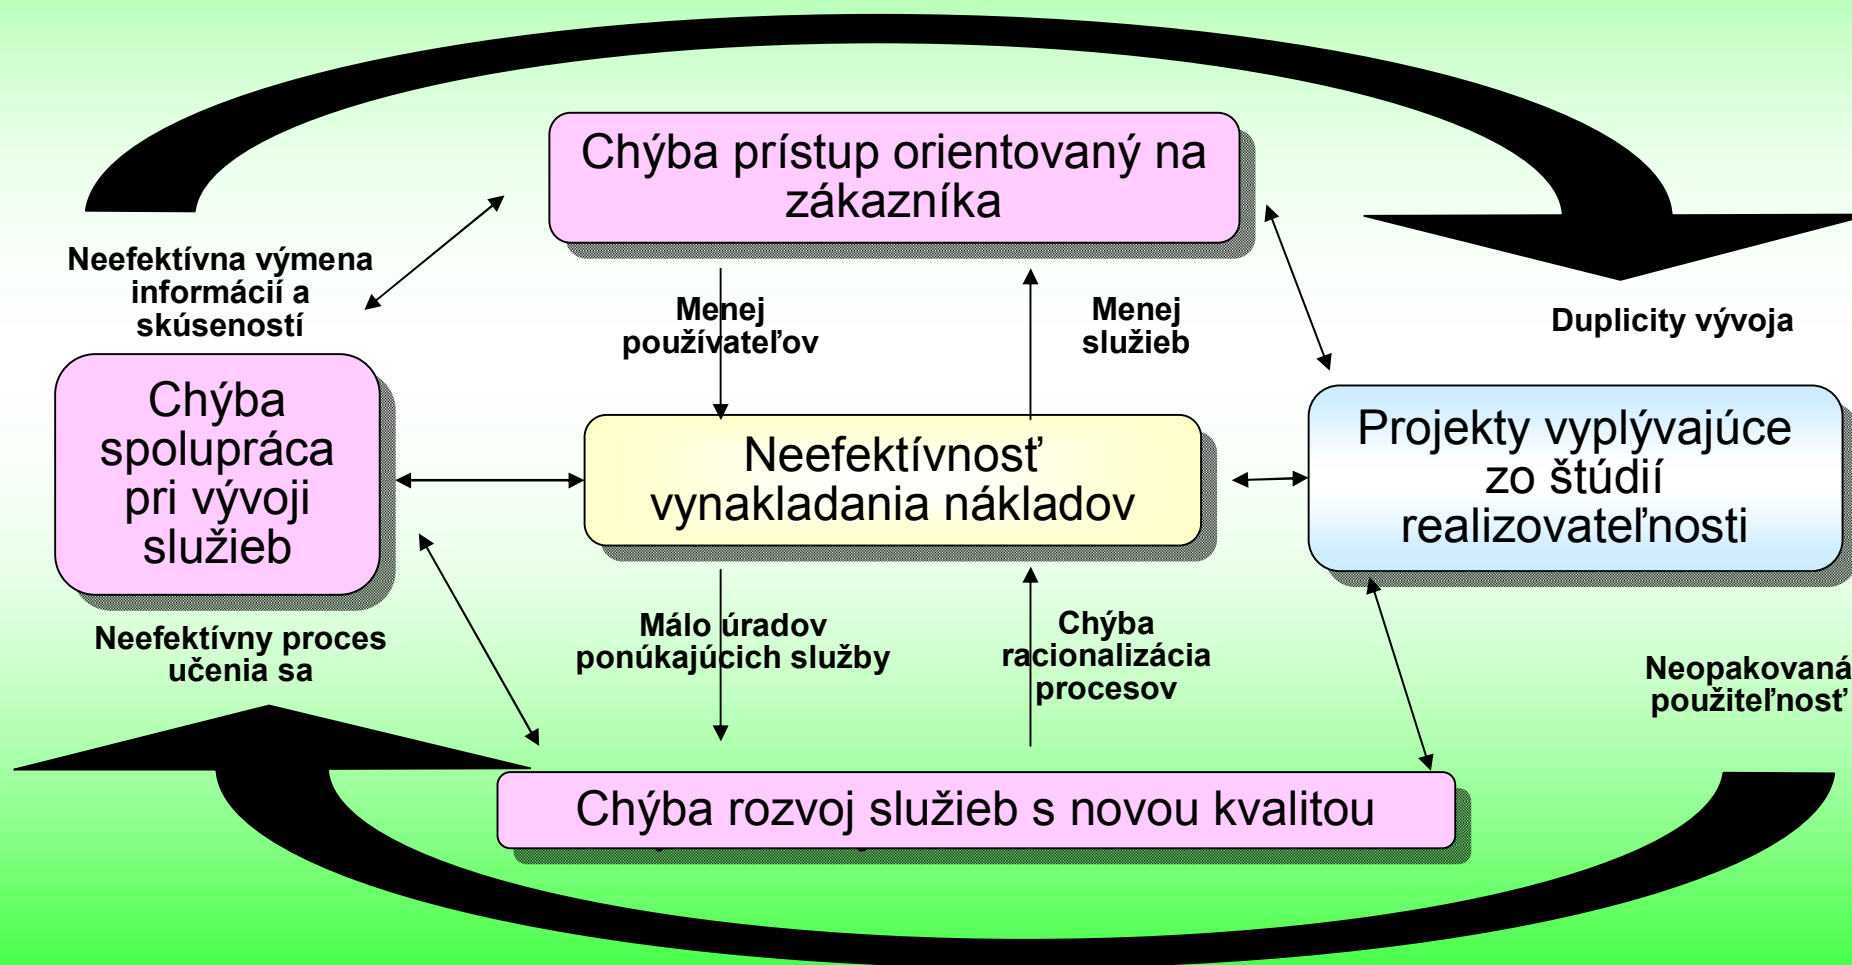 Chýba prístup orientovaný na
zákazníka
Neefektívna výmena
informácií a
skúseností
Menej
používateľov
Menej
služieb
Duplicity vývoja
Chýba
spolupráca
pri vývoji
služieb
Neefektívnosť
vynakladania nákladov
Projekty vyplývajúce
zo štúdií
realizovateľnosti
Neefektívny proces
učenia sa
Málo úradov
ponúkajúcich služby
Chýba
racionalizácia
procesov
Neopakovaná
použiteľnosť
Chýba rozvoj služieb s novou kvalitou